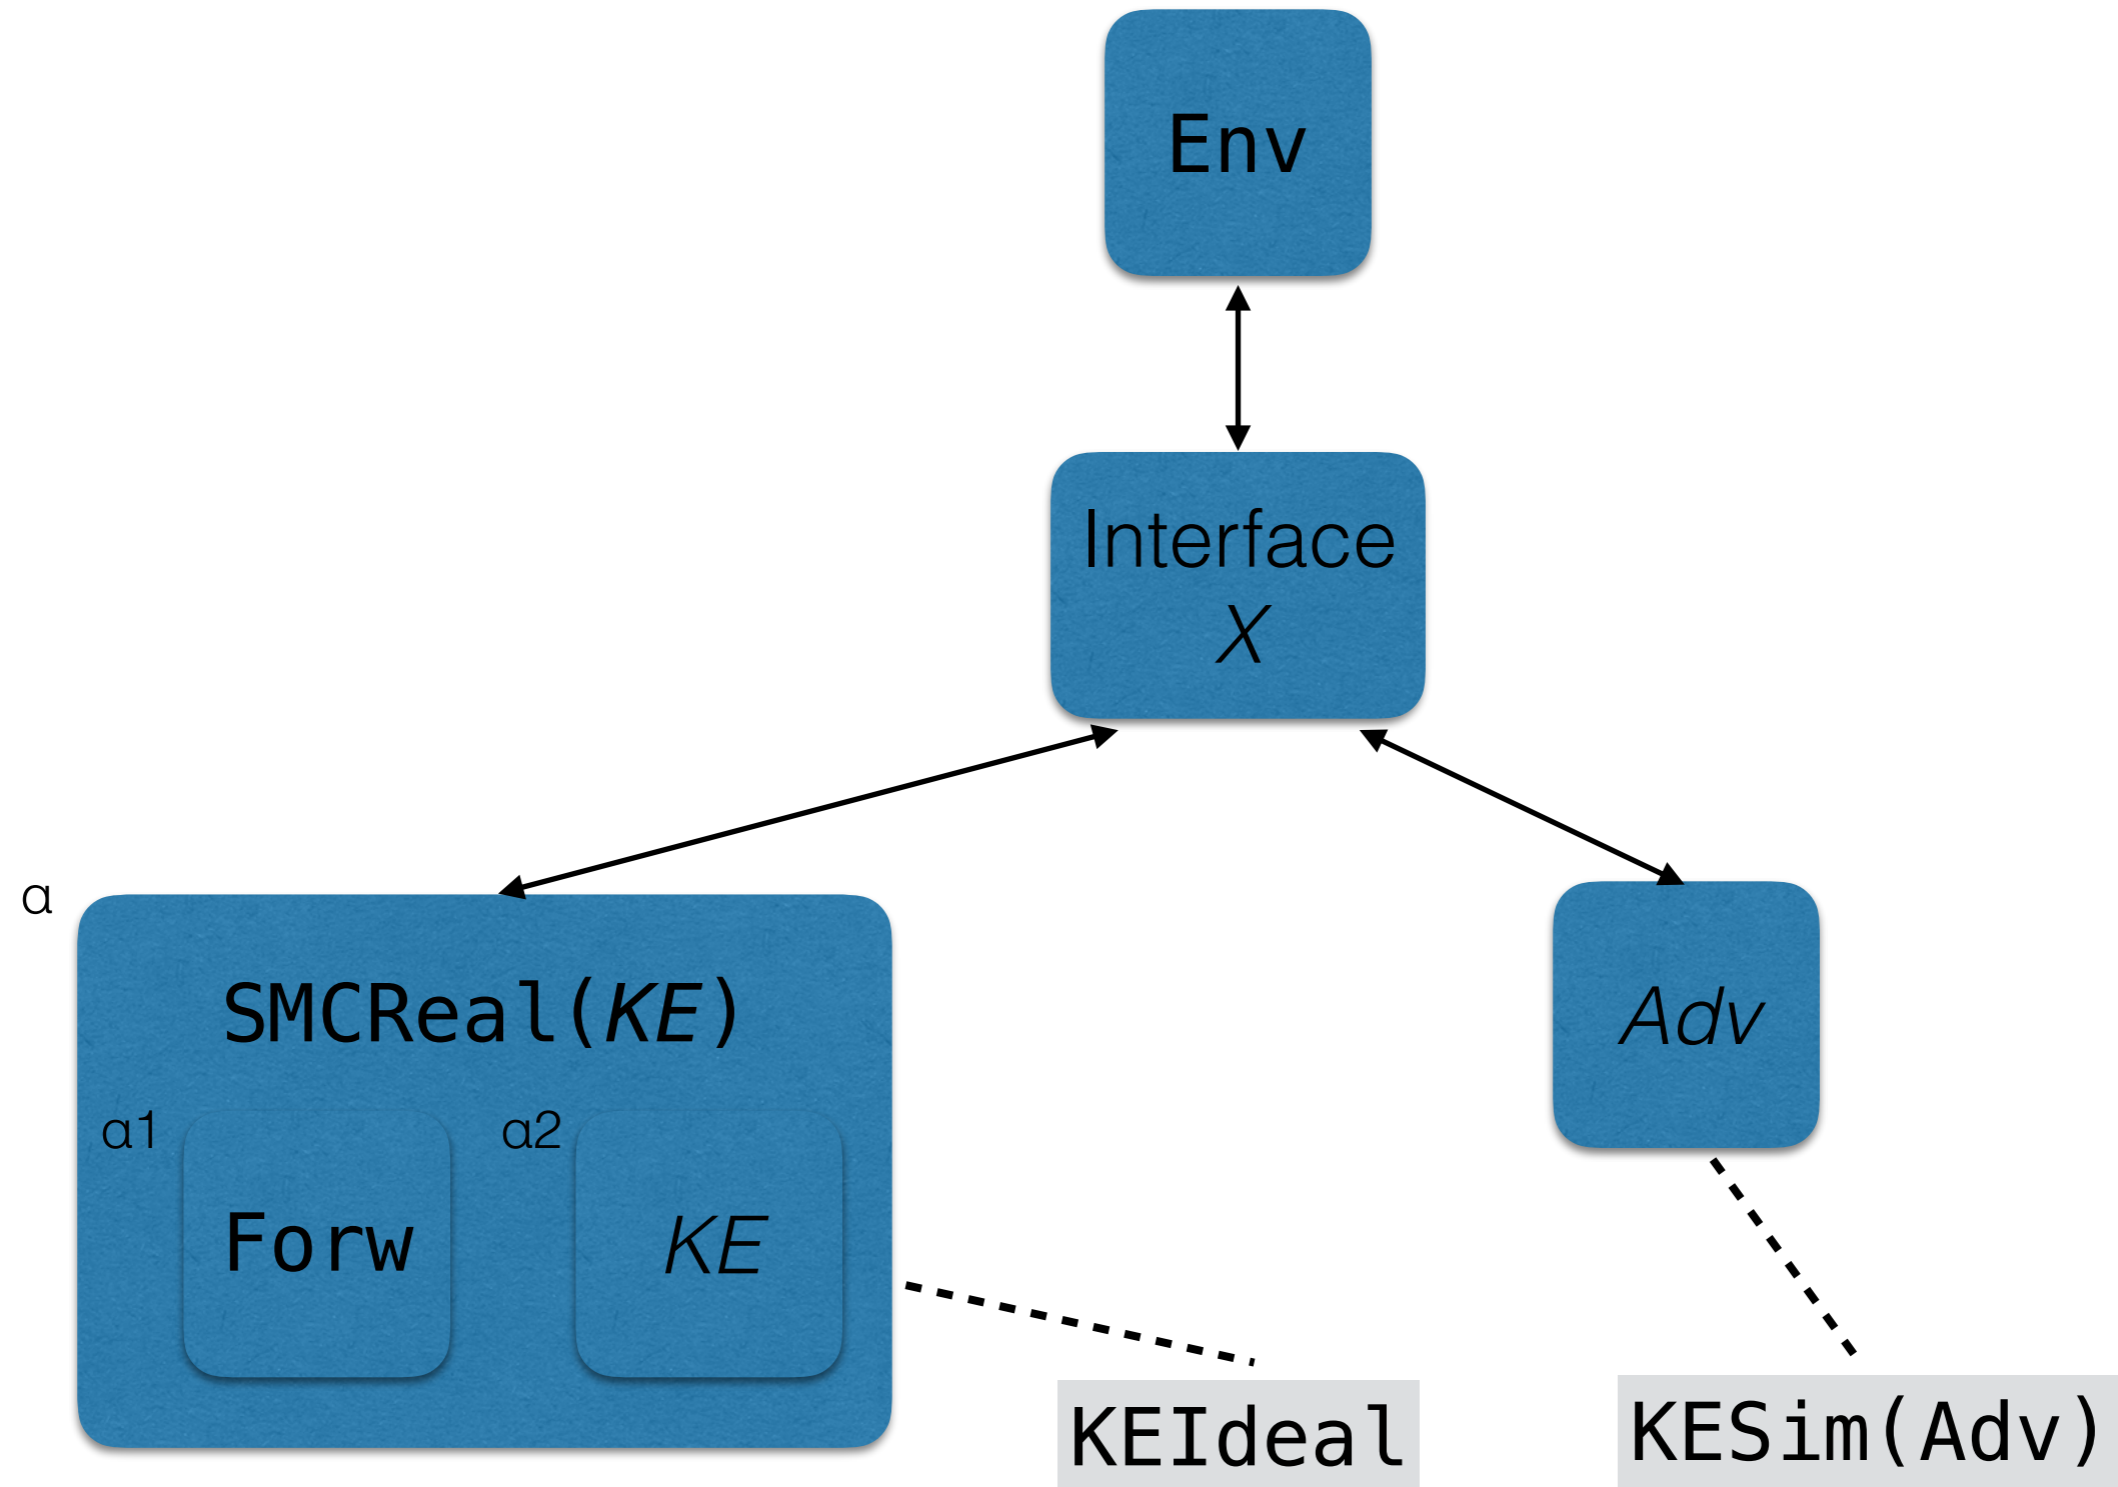 Env
Interface
X
α
SMCReal(KE)
α1
α2
Forw
KE
KEIdeal
KESim(Adv)
Adv